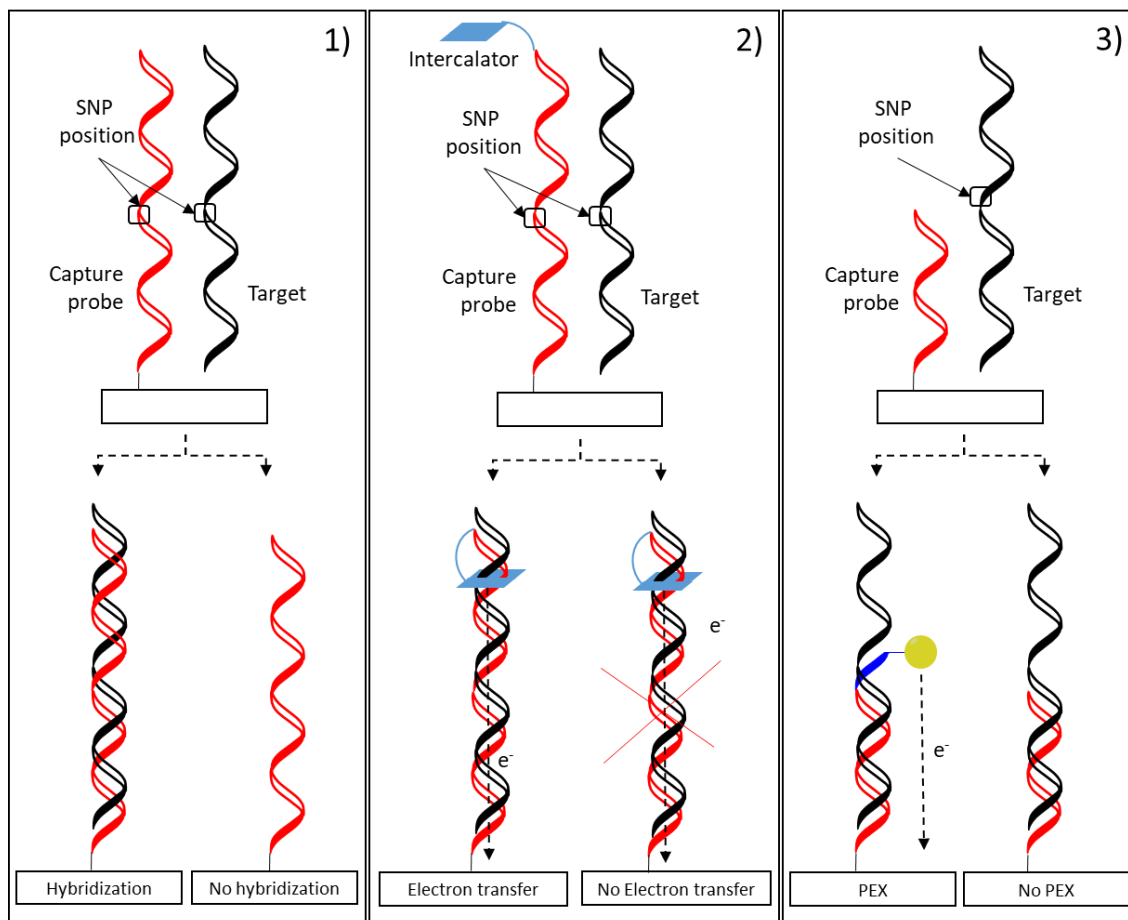 1)
SNP
position
Capture
probe
Target
Hybridization
No hybridization
2)
Intercalator
SNP
position
Capture
probe
Target
e-
e-
Electron transfer
No Electron transfer
3)
SNP
position
Capture
probe
Target
e-
PEX
No PEX